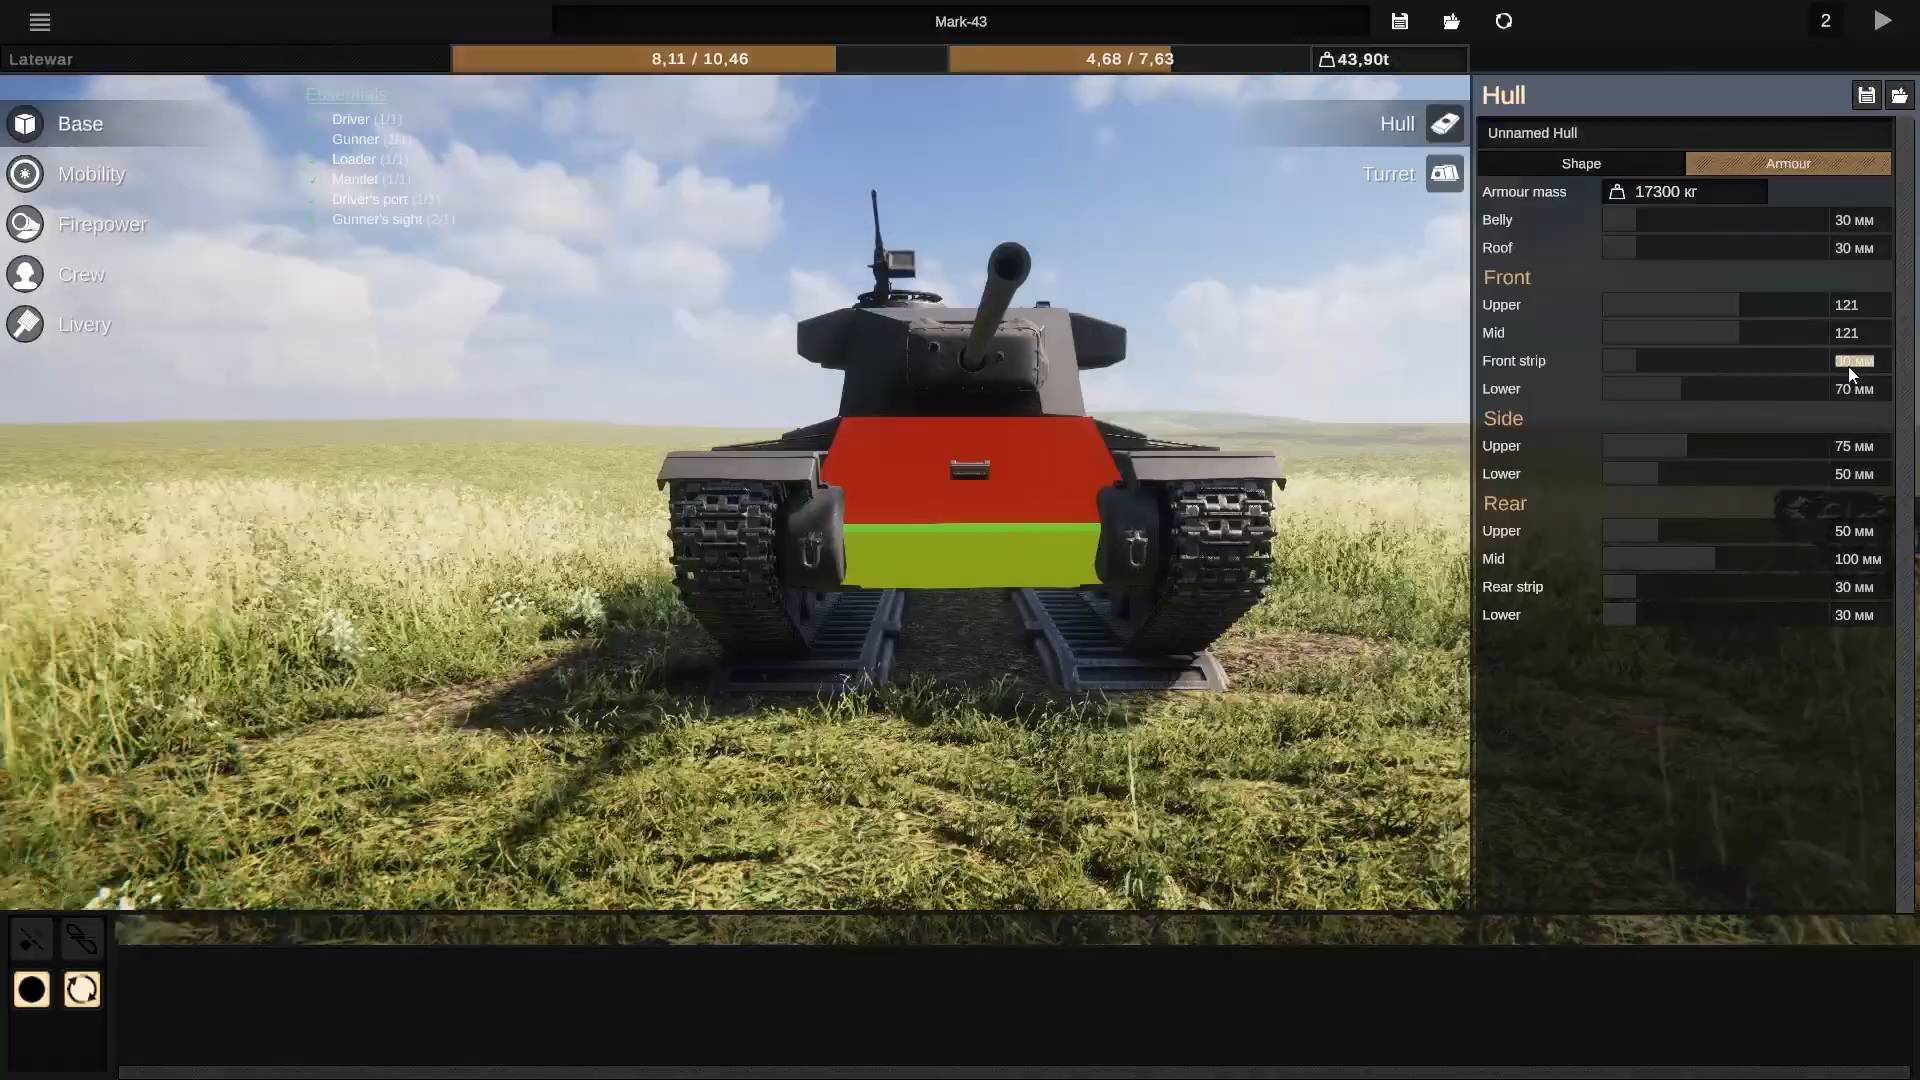 Mark-43
2
Latewar
8,11 / 10,46
4,68 / 7,63
43,90t
Base
Mobility
Firepower
Crew
Livery
Essentials
Driver (1/1)
Gunner (1/1)
Loader (1/1)
✓ Mantlet (1/1)
Driver's port (1/1)
Gunner's sight (2/1)
Hull
Turret
Hull
Unnamed Hull
Shape
Armour
Armour mass 17300 кг
Belly 30 мм
Roof 30 мм
Front
Upper 121
Mid 121
Front strip
Lower 70 мм
Side
Upper 75 мм
Lower 50 мм
Rear
Upper 50 мм
Mid 100 мм
Rear strip 30 мм
Lower 30 мм